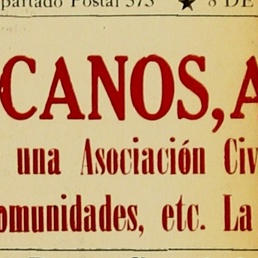 partado Postal 573 ★ 8 DE
CANOS, A
una Asociación Civ
omunidades, etc. La